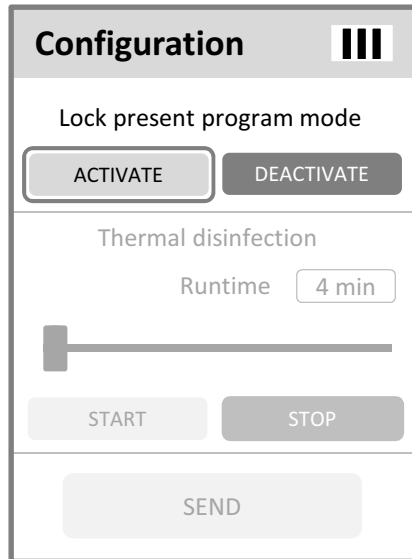 Configuration
Lock present program mode
ACTIVATE DEACTIVATE
Thermal disinfection
Runtime 4 min
START STOP
SEND